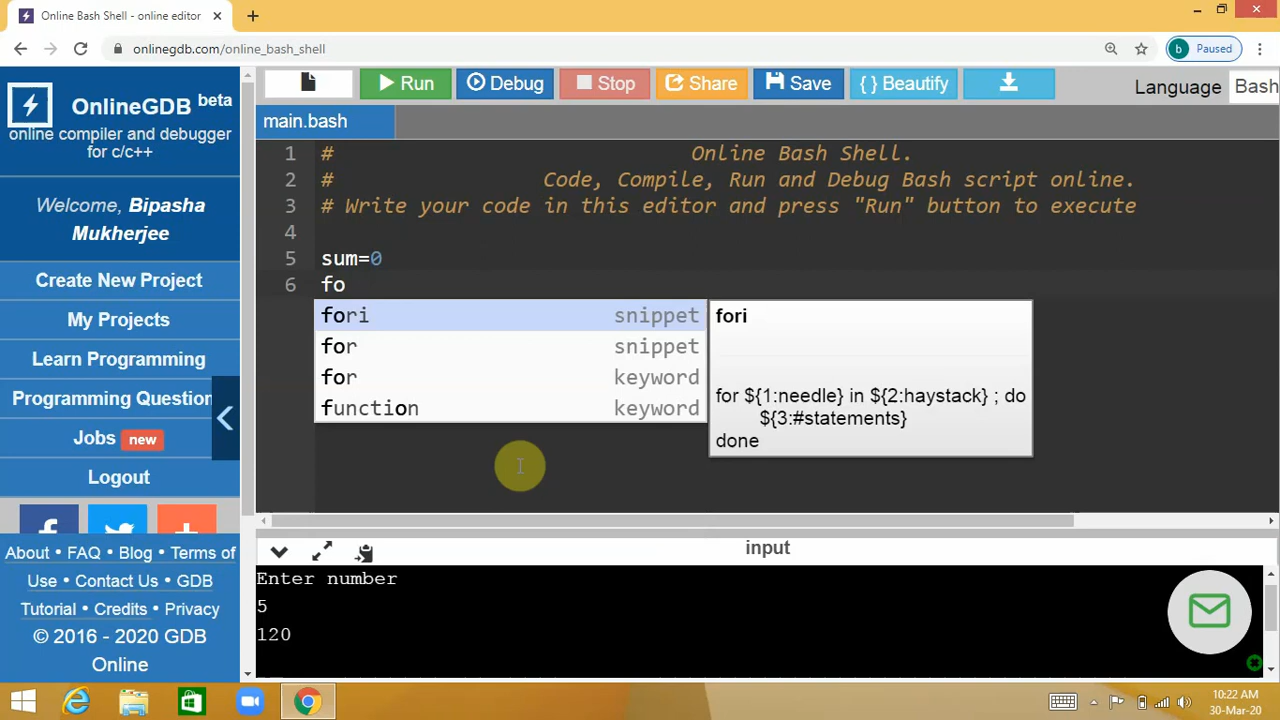 Online Bash Shell - online editor
onlinegdb.com/online_bash_shell
b Paused
OnlineGDB beta
online compiler and debugger
for c/c++
Welcome, Bipasha
Mukherjee
Create New Project
My Projects
Learn Programming
Programming Question
Jobs new
Logout
About • FAQ • Blog • Terms of
Use • Contact Us • GDB
Tutorial • Credits • Privacy
© 2016 - 2020 GDB
Online
Run Debug Stop Share Save { } Beautify
Language Bash
main.bash
1 # Online Bash Shell.
2 # Code, Compile, Run and Debug Bash script online.
3 # Write your code in this editor and press "Run" button to execute
4
5 sum=0
6 fo
fori snippet
for snippet
for keyword
function keyword
fori
for ${1:needle} in ${2:haystack} ; do
${3:#statements}
done
input
Enter number
5
120
10:22 AM
30-Mar-20